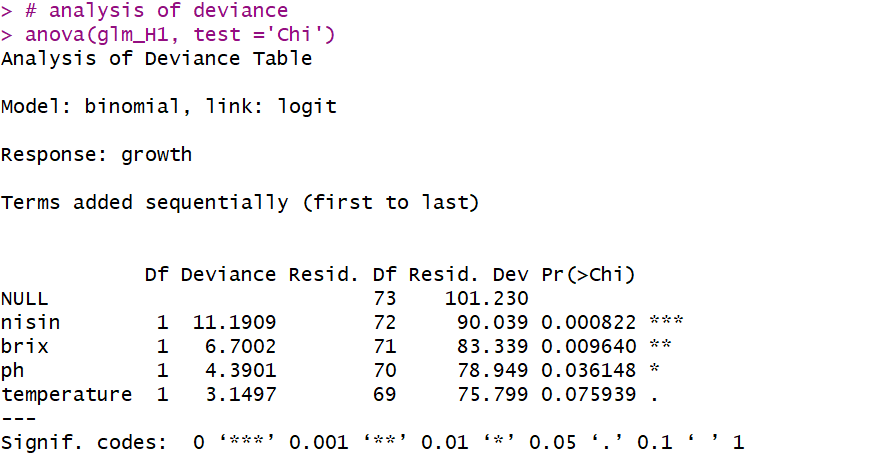 > # analysis of deviance
> anova(glm_H1, test ='Chi')
Analysis of Deviance Table
Model: binomial, link: logit
Response: growth
Terms added sequentially (first to last)
            Df Deviance Resid. Df Resid. Dev Pr(>Chi)
NULL                           73    101.230
nisin        1  11.1909        72     90.039 0.000822 ***
brix         1   6.7002        71     83.339 0.009640 **
ph           1   4.3901        70     78.949 0.036148 *
temperature  1   3.1497        69     75.799 0.075939 .
---
Signif. codes:  0 ‘***’ 0.001 ‘**’ 0.01 ‘*’ 0.05 ‘.’ 0.1 ‘ ’ 1